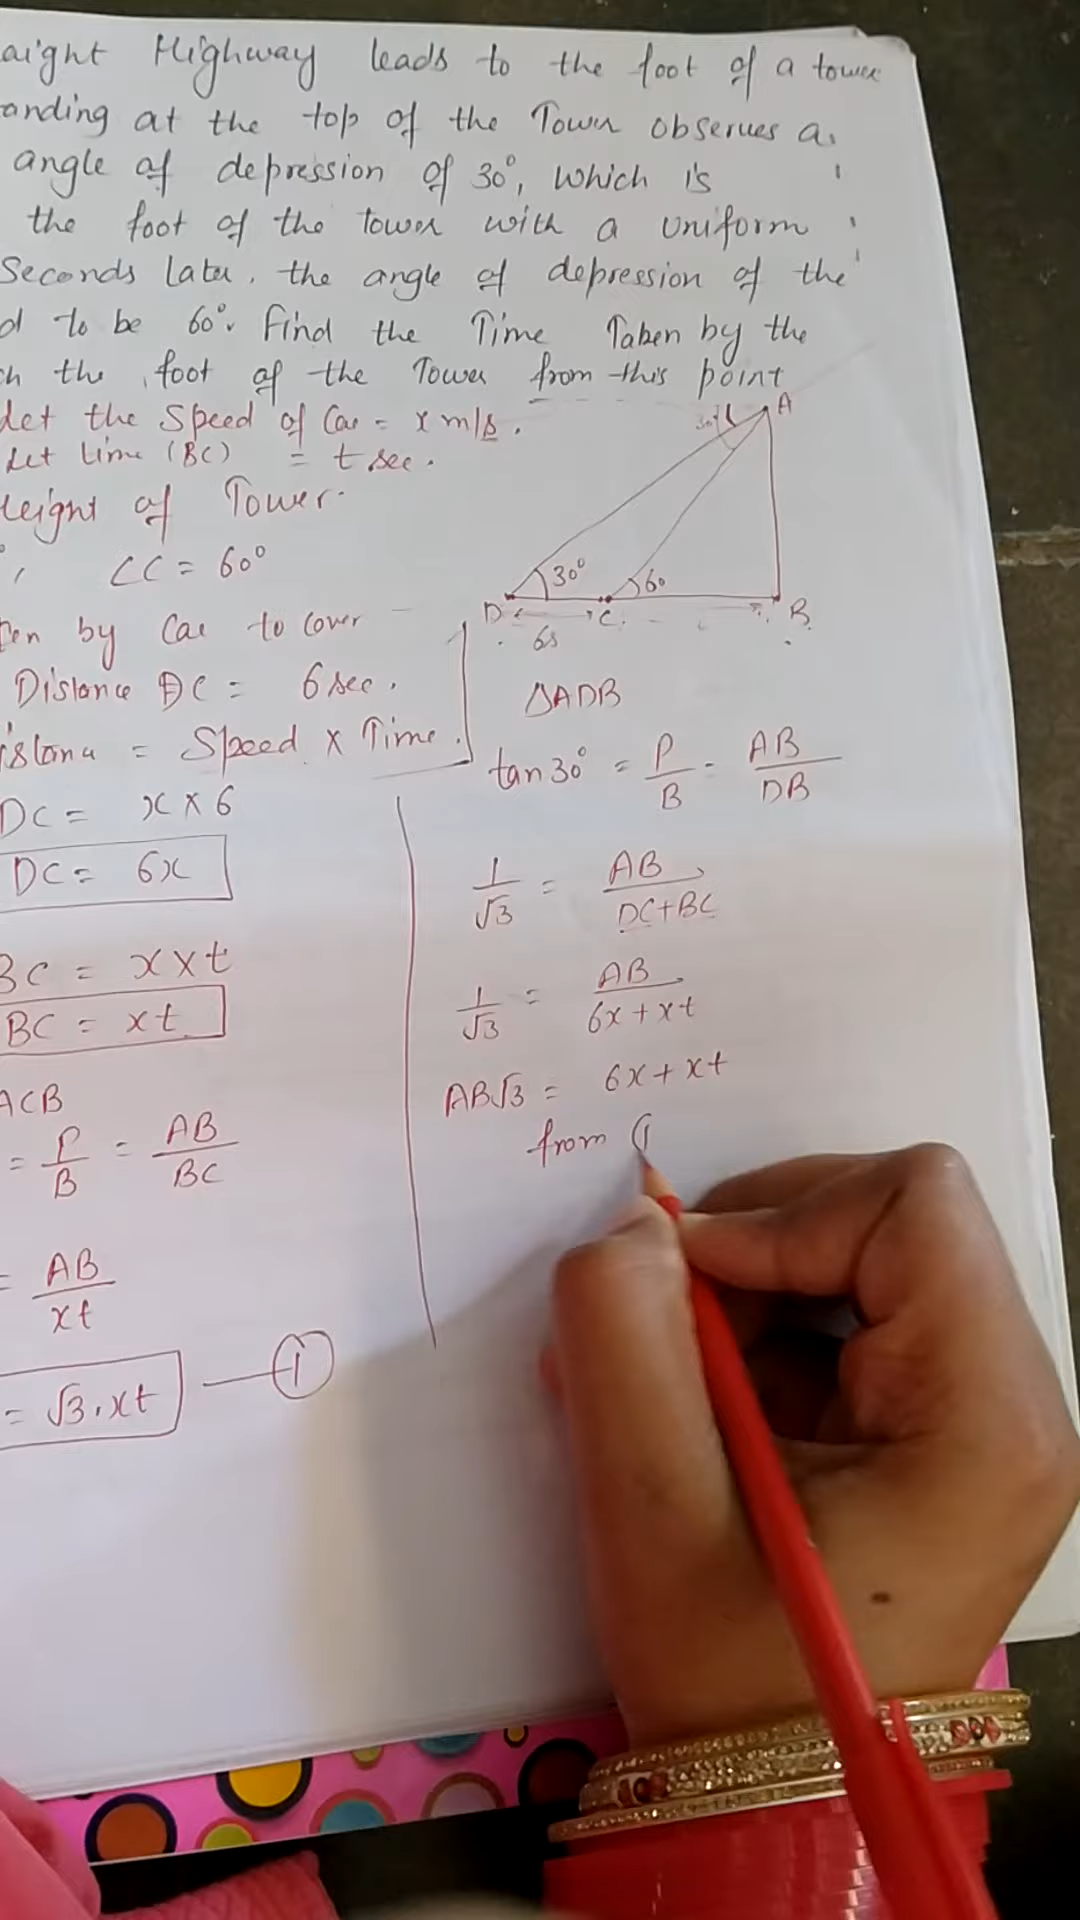 aight Highway leads to the foot of a tower
anding at the top of the Tower observes a
angle of depression of 30°, which is
the foot of the tower with a uniform
Seconds later, the angle of depression of the
d to be 60°. Find the Time Taken by the
ch the foot of the Tower from this point
Let the Speed of Car = x m/s.
Let time (BC) = t sec.
Height of Tower.
∠C = 60°
A
30°
30°
60
D
C
B
6s
ken by Car to cover
Distance DC = 6 sec.
istance = Speed x Time.
DC = x x 6
DC = 6x
BC = x x t
BC = xt
ACB
= P/B = AB/BC
= AB/xt
= √3.xt —— ①
△ADB
tan 30° = P/B = AB/DB
1/√3 = AB/DC+BC
1/√3 = AB/6x+xt
AB√3 = 6x + xt
from (1